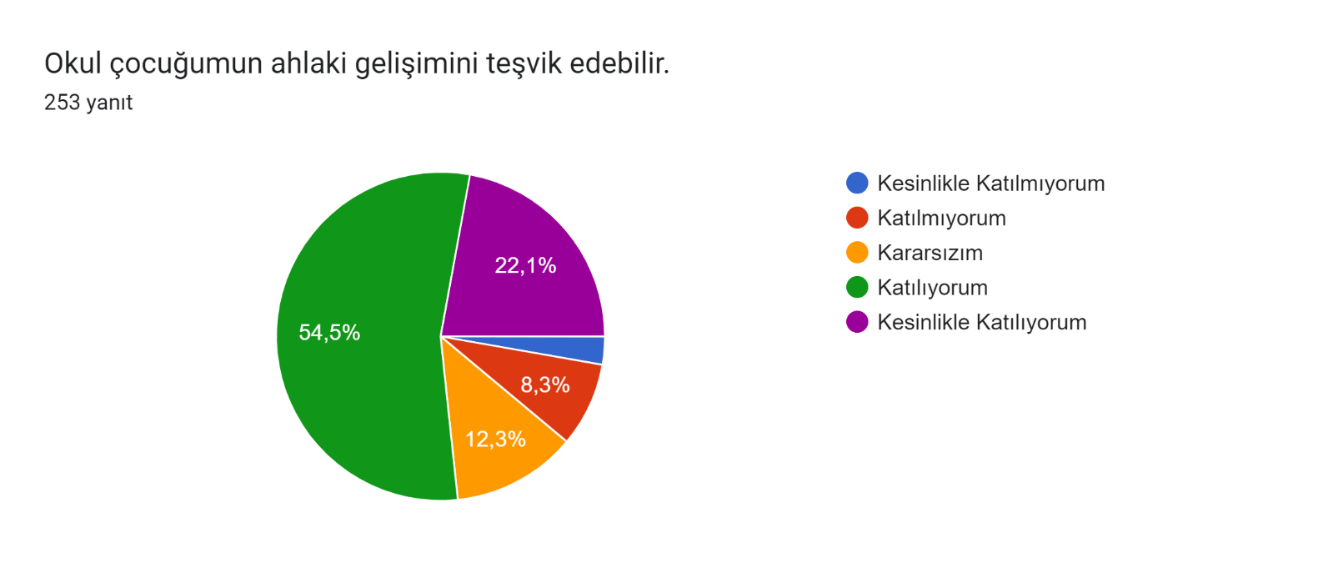 Okul çocuğumun ahlaki gelişimini teşvik edebilir.
253 yanıt
22,1%
54,5%
8,3%
12,3%
Kesinlikle Katılmıyorum
Katılmıyorum
Kararsızım
Katılıyorum
Kesinlikle Katılıyorum